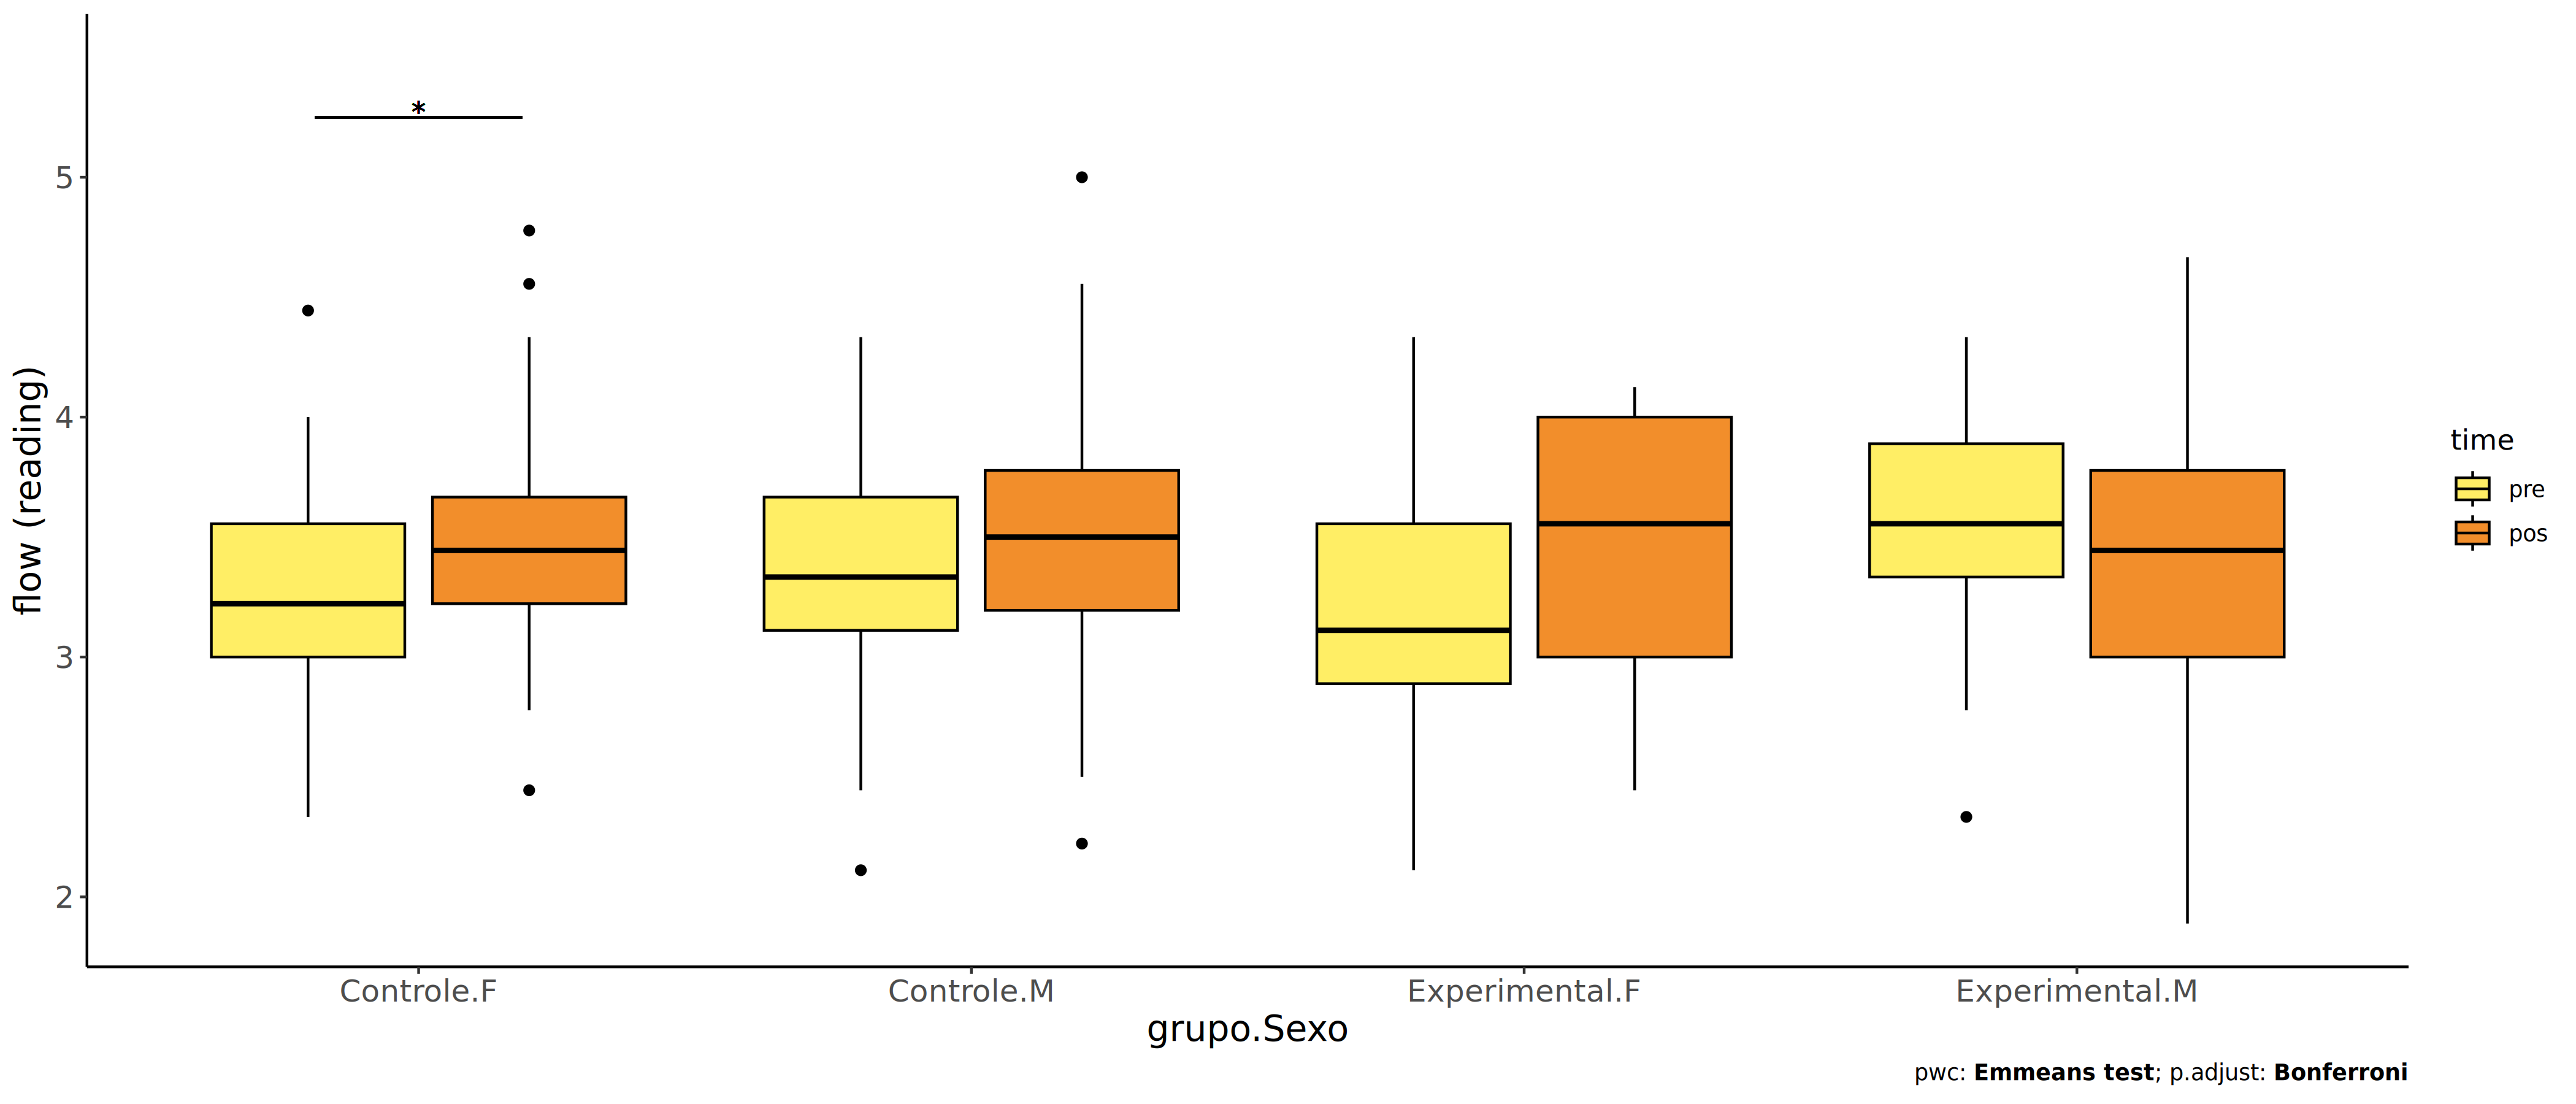 *
5
4
3
2
flow (reading)
Controle.F
Controle.M
Experimental.F
Experimental.M
grupo.Sexo
time
pre
pos
pwc: Emmeans test; p.adjust: Bonferroni